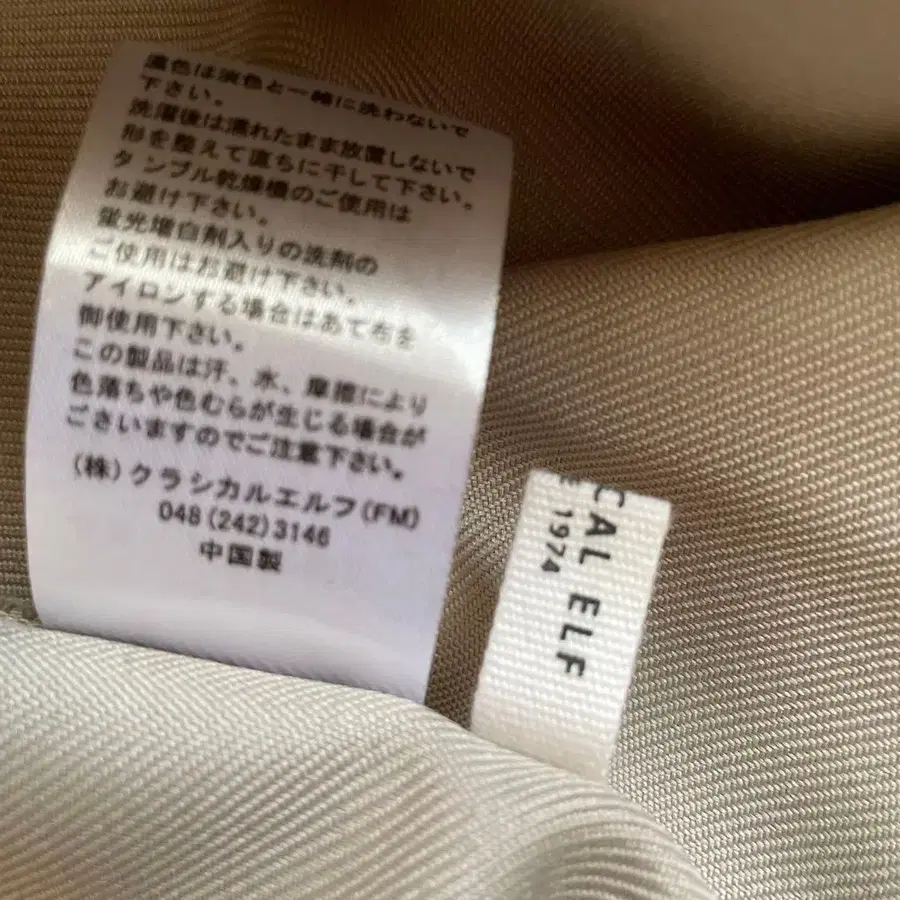 濃色は淡色と一緒に洗わないで
下さい。
洗濯後は濡れたまま放置しないで
形を整えて直ちに干して下さい。
タンブル乾燥機のご使用は
お避け下さい。
蛍光増白剤入りの洗剤の
ご使用はお避け下さい。
アイロンする場合はあて布を
御使用下さい。
この製品は汗、水、摩擦により
色落ちや色むらが生じる場合が
ございますのでご注意下さい。
(株)クラシカルエルフ(FM)
048(242)3146
中国製
CAL ELF
1974